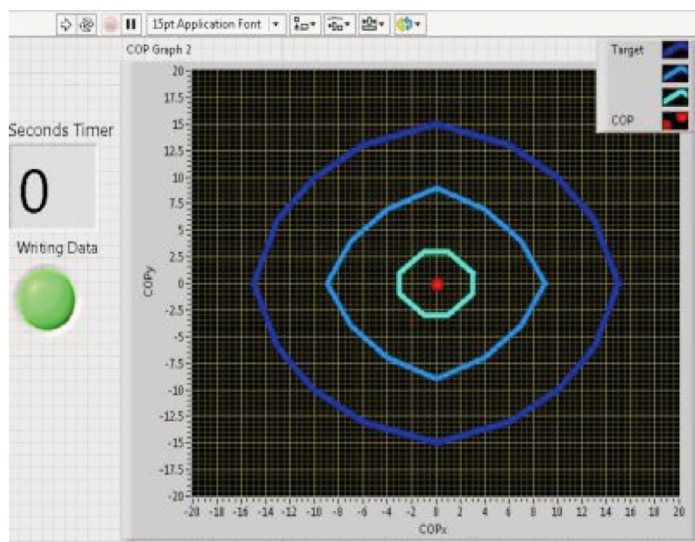 15pt Application Font
COP Graph 2
Target
COP
Seconds Timer
0
Writing Data
COPy
20
17.5
15
12.5
10
7.5
5
2.5
0
-2.5
-5
-7.5
-10
-12.5
-15
-17.5
-20
-20 -18 -16 -14 -12 -10 -8 -6 -4 -2 0 2 4 6 8 10 12 14 16 18 20
COPx